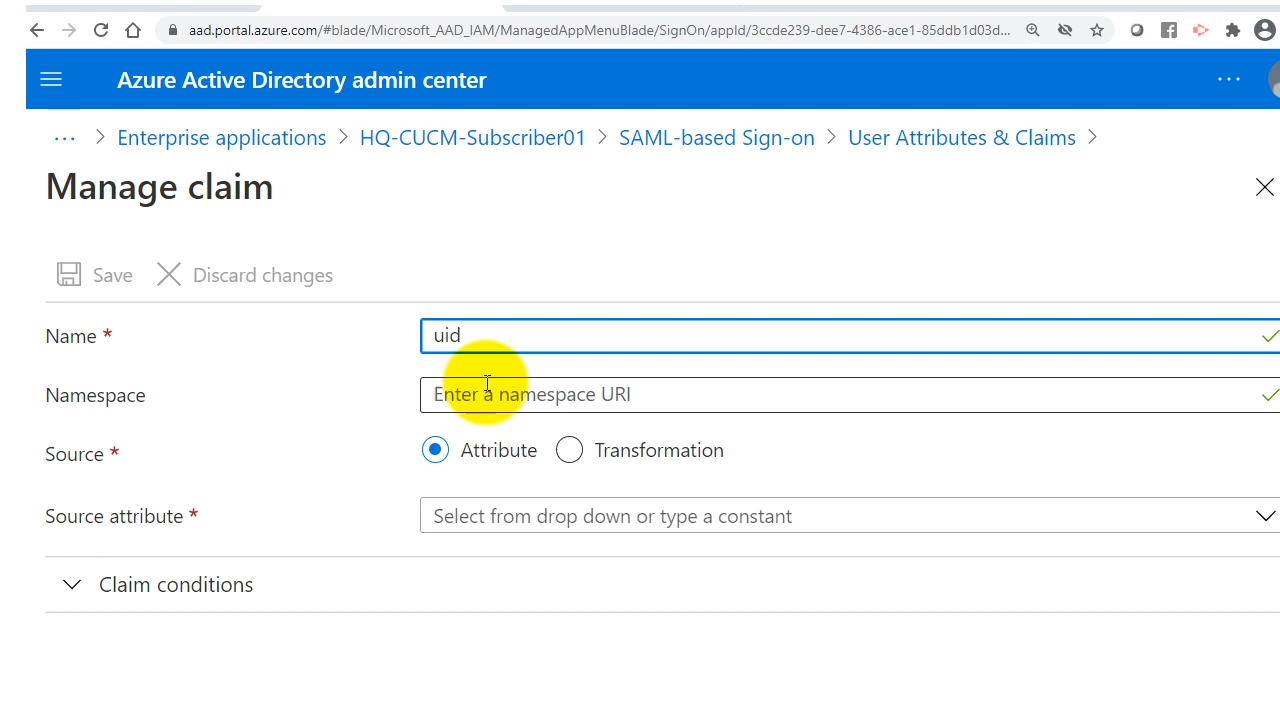 aad.portal.azure.com/#blade/Microsoft_AAD_IAM/ManagedAppMenuBlade/SignOn/appId/3ccde239-dee7-4386-ace1-85ddb1d03d...
Azure Active Directory admin center ...
... > Enterprise applications > HQ-CUCM-Subscriber01 > SAML-based Sign-on > User Attributes & Claims >
Manage claim
Save Discard changes
Name * uid
Namespace Enter a namespace URI
Source * Attribute Transformation
Source attribute * Select from drop down or type a constant
Claim conditions